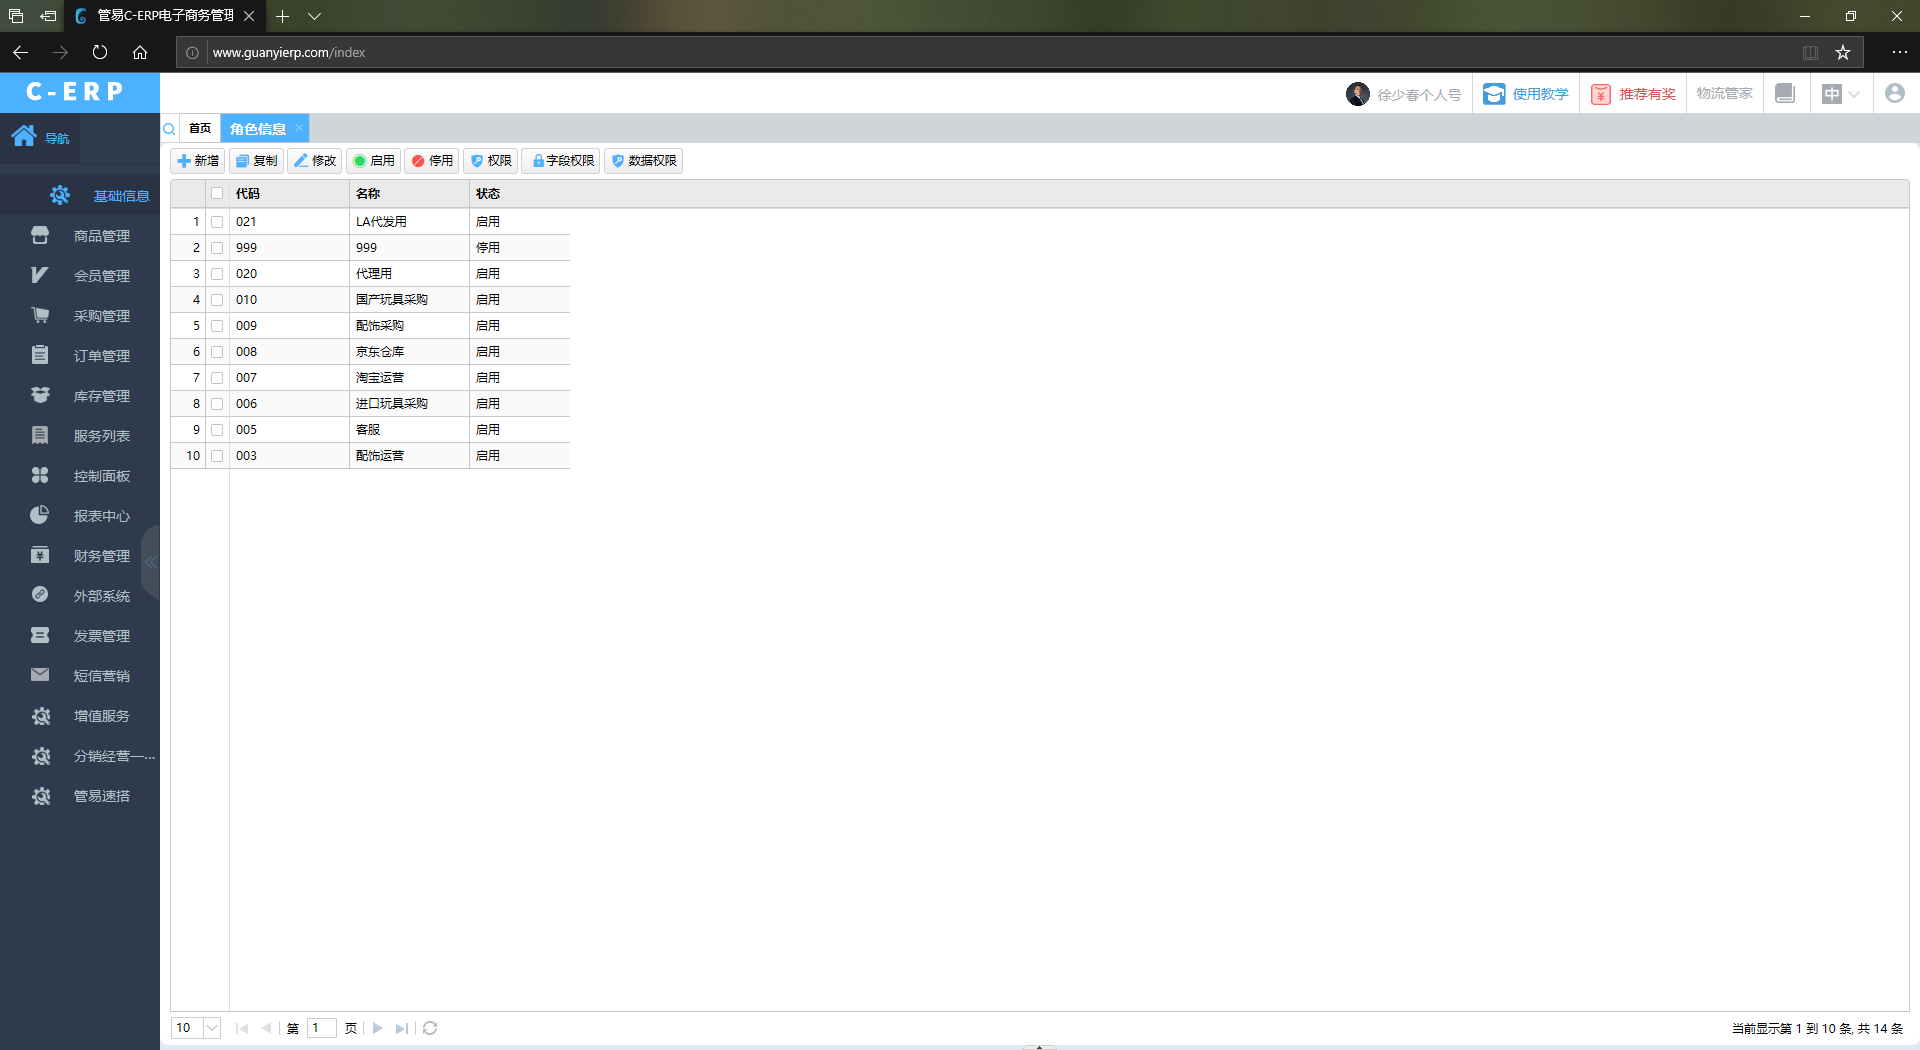 管易C-ERP电子商务管理
www.guanyierp.com/index
C-ERP
徐少春个人号
使用教学
推荐有奖
物流管家
中
导航
首页
角色信息
新增
复制
修改
启用
停用
权限
字段权限
数据权限
基础信息
商品管理
会员管理
采购管理
订单管理
库存管理
服务列表
控制面板
报表中心
财务管理
外部系统
发票管理
短信营销
增值服务
分销经营一...
管易速搭
代码 名称 状态
1 021 LA代发用 启用
2 999 999 停用
3 020 代理用 启用
4 010 国产玩具采购 启用
5 009 配饰采购 启用
6 008 京东仓库 启用
7 007 淘宝运营 启用
8 006 进口玩具采购 启用
9 005 客服 启用
10 003 配饰运营 启用
10 第 1 页
当前显示第 1 到 10 条, 共 14 条